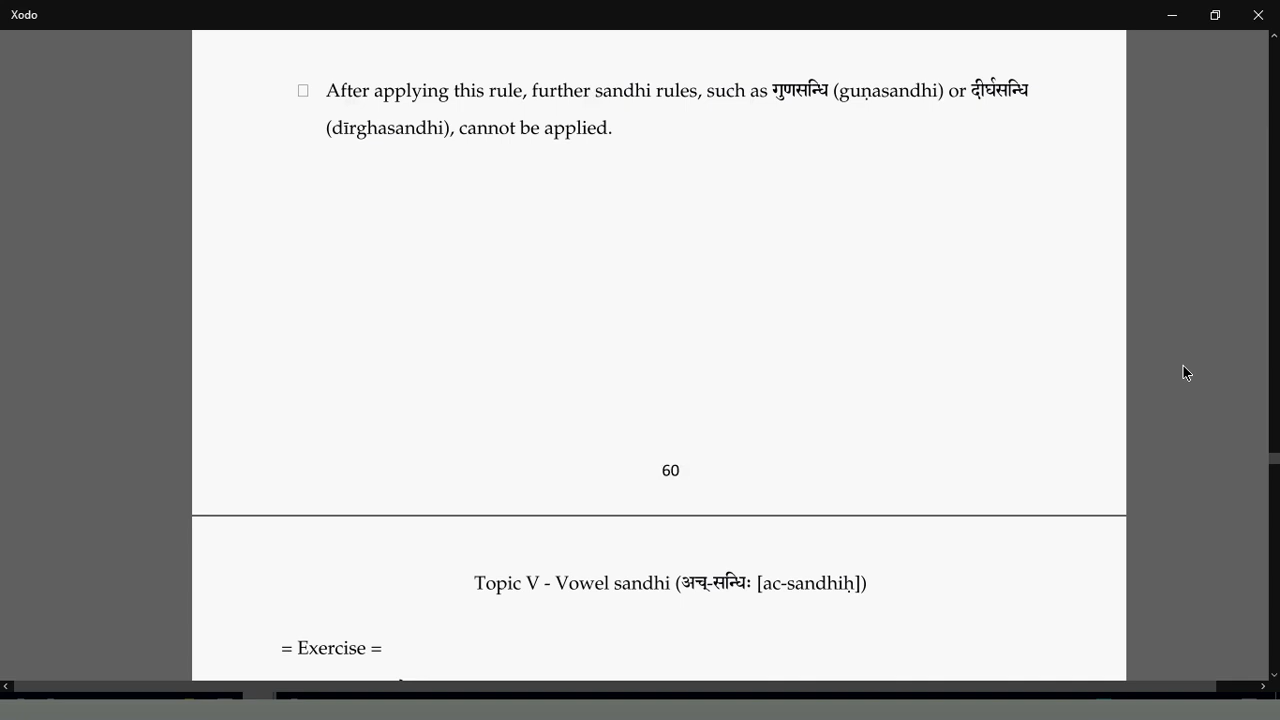 Xodo
After applying this rule, further sandhi rules, such as गुणसन्धि (guṇasandhi) or दीर्घसन्धि
(dīrghasandhi), cannot be applied.
60
Topic V - Vowel sandhi (अच्-सन्धिः [ac-sandhiḥ])
= Exercise =